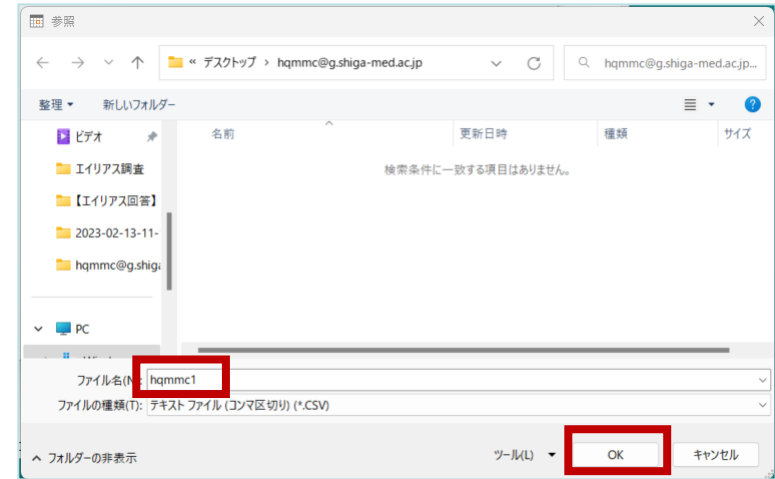 参照
« デスクトップ › hqmmc@g.shiga-med.ac.jp
hqmmc@g.shiga-med.ac.jp...
整理 新しいフォルダー
名前 更新日時 種類 サイズ
検索条件に一致する項目はありません。
ビデオ
エイリアス調査
【エイリアス回答】
2023-02-13-11-
hqmmc@g.shiga
PC
ファイル名(N): hqmmc1
ファイルの種類(T): テキスト ファイル (コンマ区切り) (*.CSV)
フォルダーの非表示 ツール(L) OK キャンセル